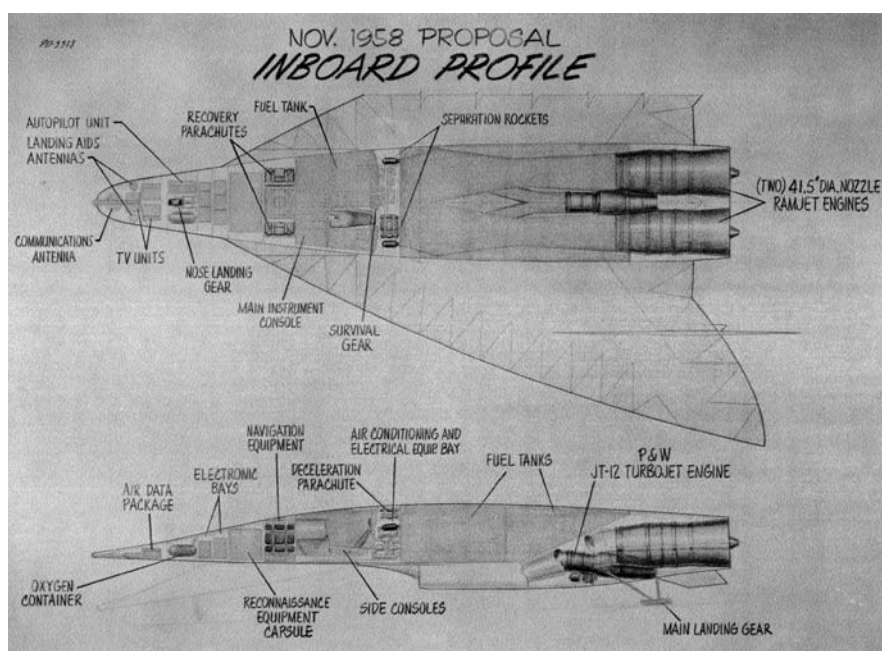 NOV. 1958 PROPOSAL
INBOARD PROFILE
AUTOPILOT UNIT
LANDING AIDS
ANTENNAS
RECOVERY
PARACHUTES
FUEL TANK
SEPARATION ROCKETS
(TWO) 41.5" DIA. NOZZLE
RAMJET ENGINES
COMMUNICATIONS
ANTENNA
TV UNITS
NOSE LANDING
GEAR
MAIN INSTRUMENT
CONSOLE
SURVIVAL
GEAR
NAVIGATION
EQUIPMENT
AIR CONDITIONING AND
ELECTRICAL EQUIP BAY
ELECTRONIC
BAYS
DECELERATION
PARACHUTE
FUEL TANKS
P&W
JT-12 TURBOJET ENGINE
AIR DATA
PACKAGE
OXYGEN
CONTAINER
RECONNAISSANCE
EQUIPMENT
CAPSULE
SIDE CONSOLES
MAIN LANDING GEAR